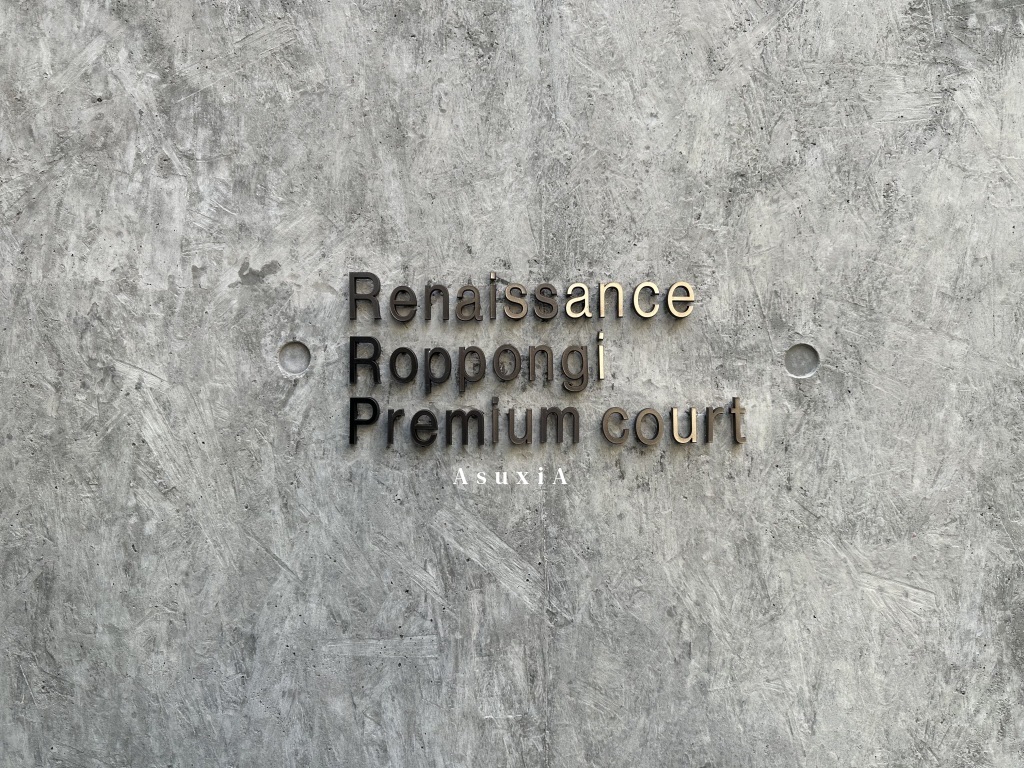 Renaissance
Roppongi
Premium court
AsuxiA